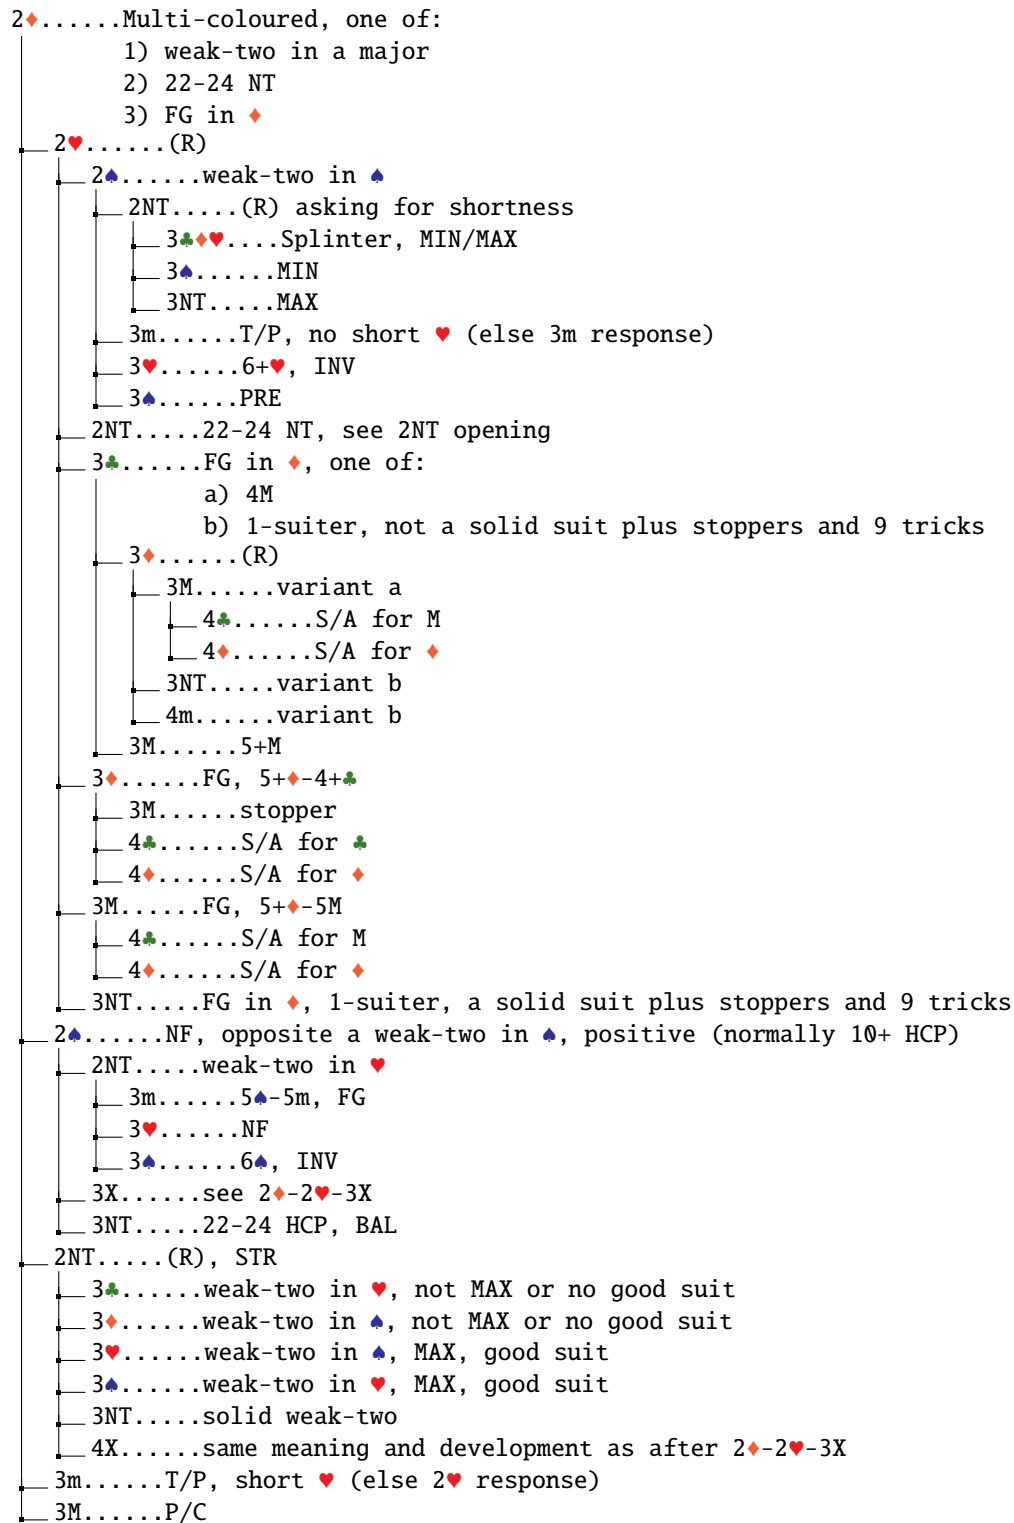 2♦......Multi-coloured, one of:
1) weak-two in a major
2) 22-24 NT
3) FG in ♦
2♥......(R)
2♠......weak-two in ♠
2NT.....(R) asking for shortness
3♣♦♥....Splinter, MIN/MAX
3♠......MIN
3NT.....MAX
3m......T/P, no short ♥ (else 3m response)
3♥......6+♥, INV
3♠......PRE
2NT.....22-24 NT, see 2NT opening
3♣......FG in ♦, one of:
a) 4M
b) 1-suiter, not a solid suit plus stoppers and 9 tricks
3♦......(R)
3M......variant a
4♣......S/A for M
4♦......S/A for ♦
3NT.....variant b
4m......variant b
3M......5+M
3♦......FG, 5+♦-4+♣
3M......stopper
4♣......S/A for ♣
4♦......S/A for ♦
3M......FG, 5+♦-5M
4♣......S/A for M
4♦......S/A for ♦
3NT.....FG in ♦, 1-suiter, a solid suit plus stoppers and 9 tricks
2♠......NF, opposite a weak-two in ♠, positive (normally 10+ HCP)
2NT.....weak-two in ♥
3m......5♠-5m, FG
3♥......NF
3♠......6♠, INV
3X......see 2♦-2♥-3X
3NT.....22-24 HCP, BAL
2NT.....(R), STR
3♣......weak-two in ♥, not MAX or no good suit
3♦......weak-two in ♠, not MAX or no good suit
3♥......weak-two in ♠, MAX, good suit
3♠......weak-two in ♥, MAX, good suit
3NT.....solid weak-two
4X......same meaning and development as after 2♦-2♥-3X
3m......T/P, short ♥ (else 2♥ response)
3M......P/C